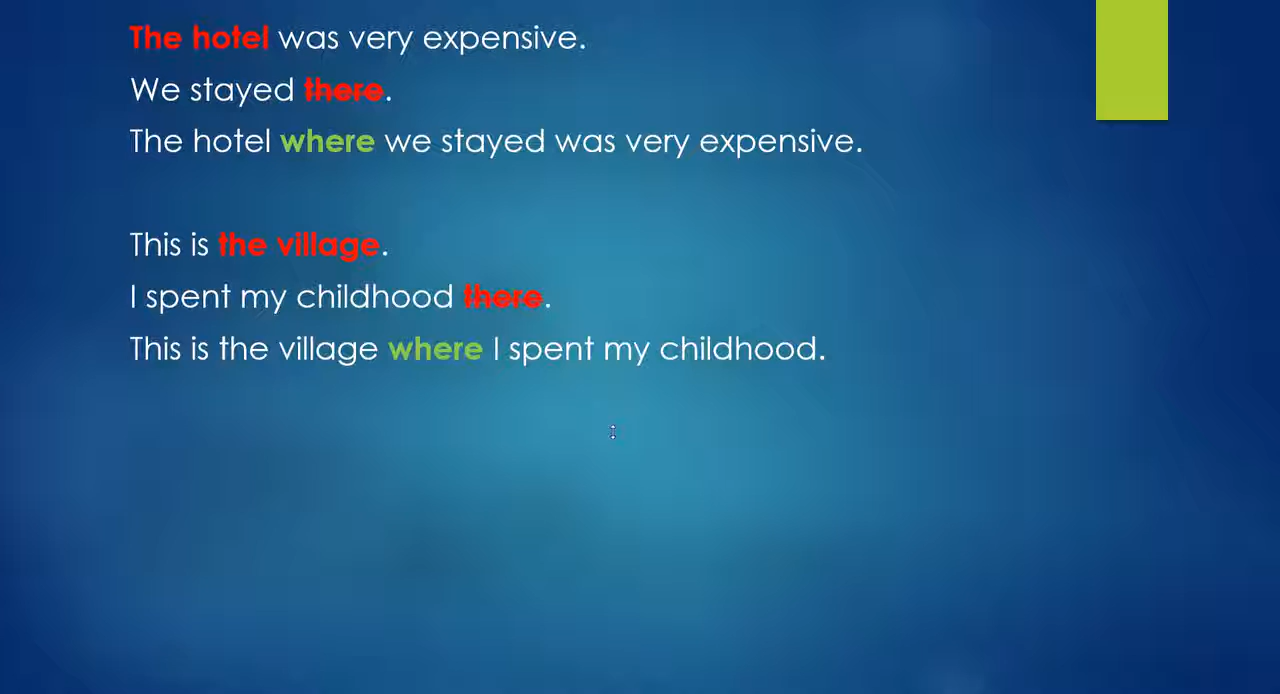 The hotel was very expensive.
We stayed there.
The hotel where we stayed was very expensive.
This is the village.
I spent my childhood there.
This is the village where I spent my childhood.